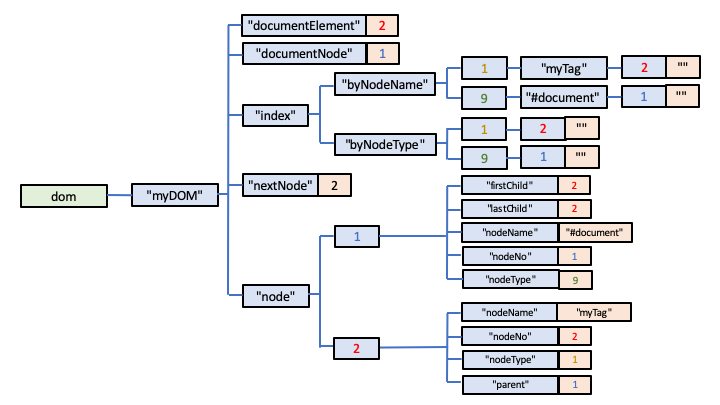 "documentElement" 2
"documentNode" 1
1 "myTag" 2 ""
"byNodeName"
9 "#document" 1 ""
"index"
1 2 ""
"byNodeType"
9 1 ""
"nextNode" 2
dom "myDOM"
"firstChild" 2
"lastChild" 2
1 "nodeName" "#document"
"nodeNo" 1
"nodeType" 9
"node"
"nodeName" "myTag"
"nodeNo" 2
2 "nodeType" 1
"parent" 1